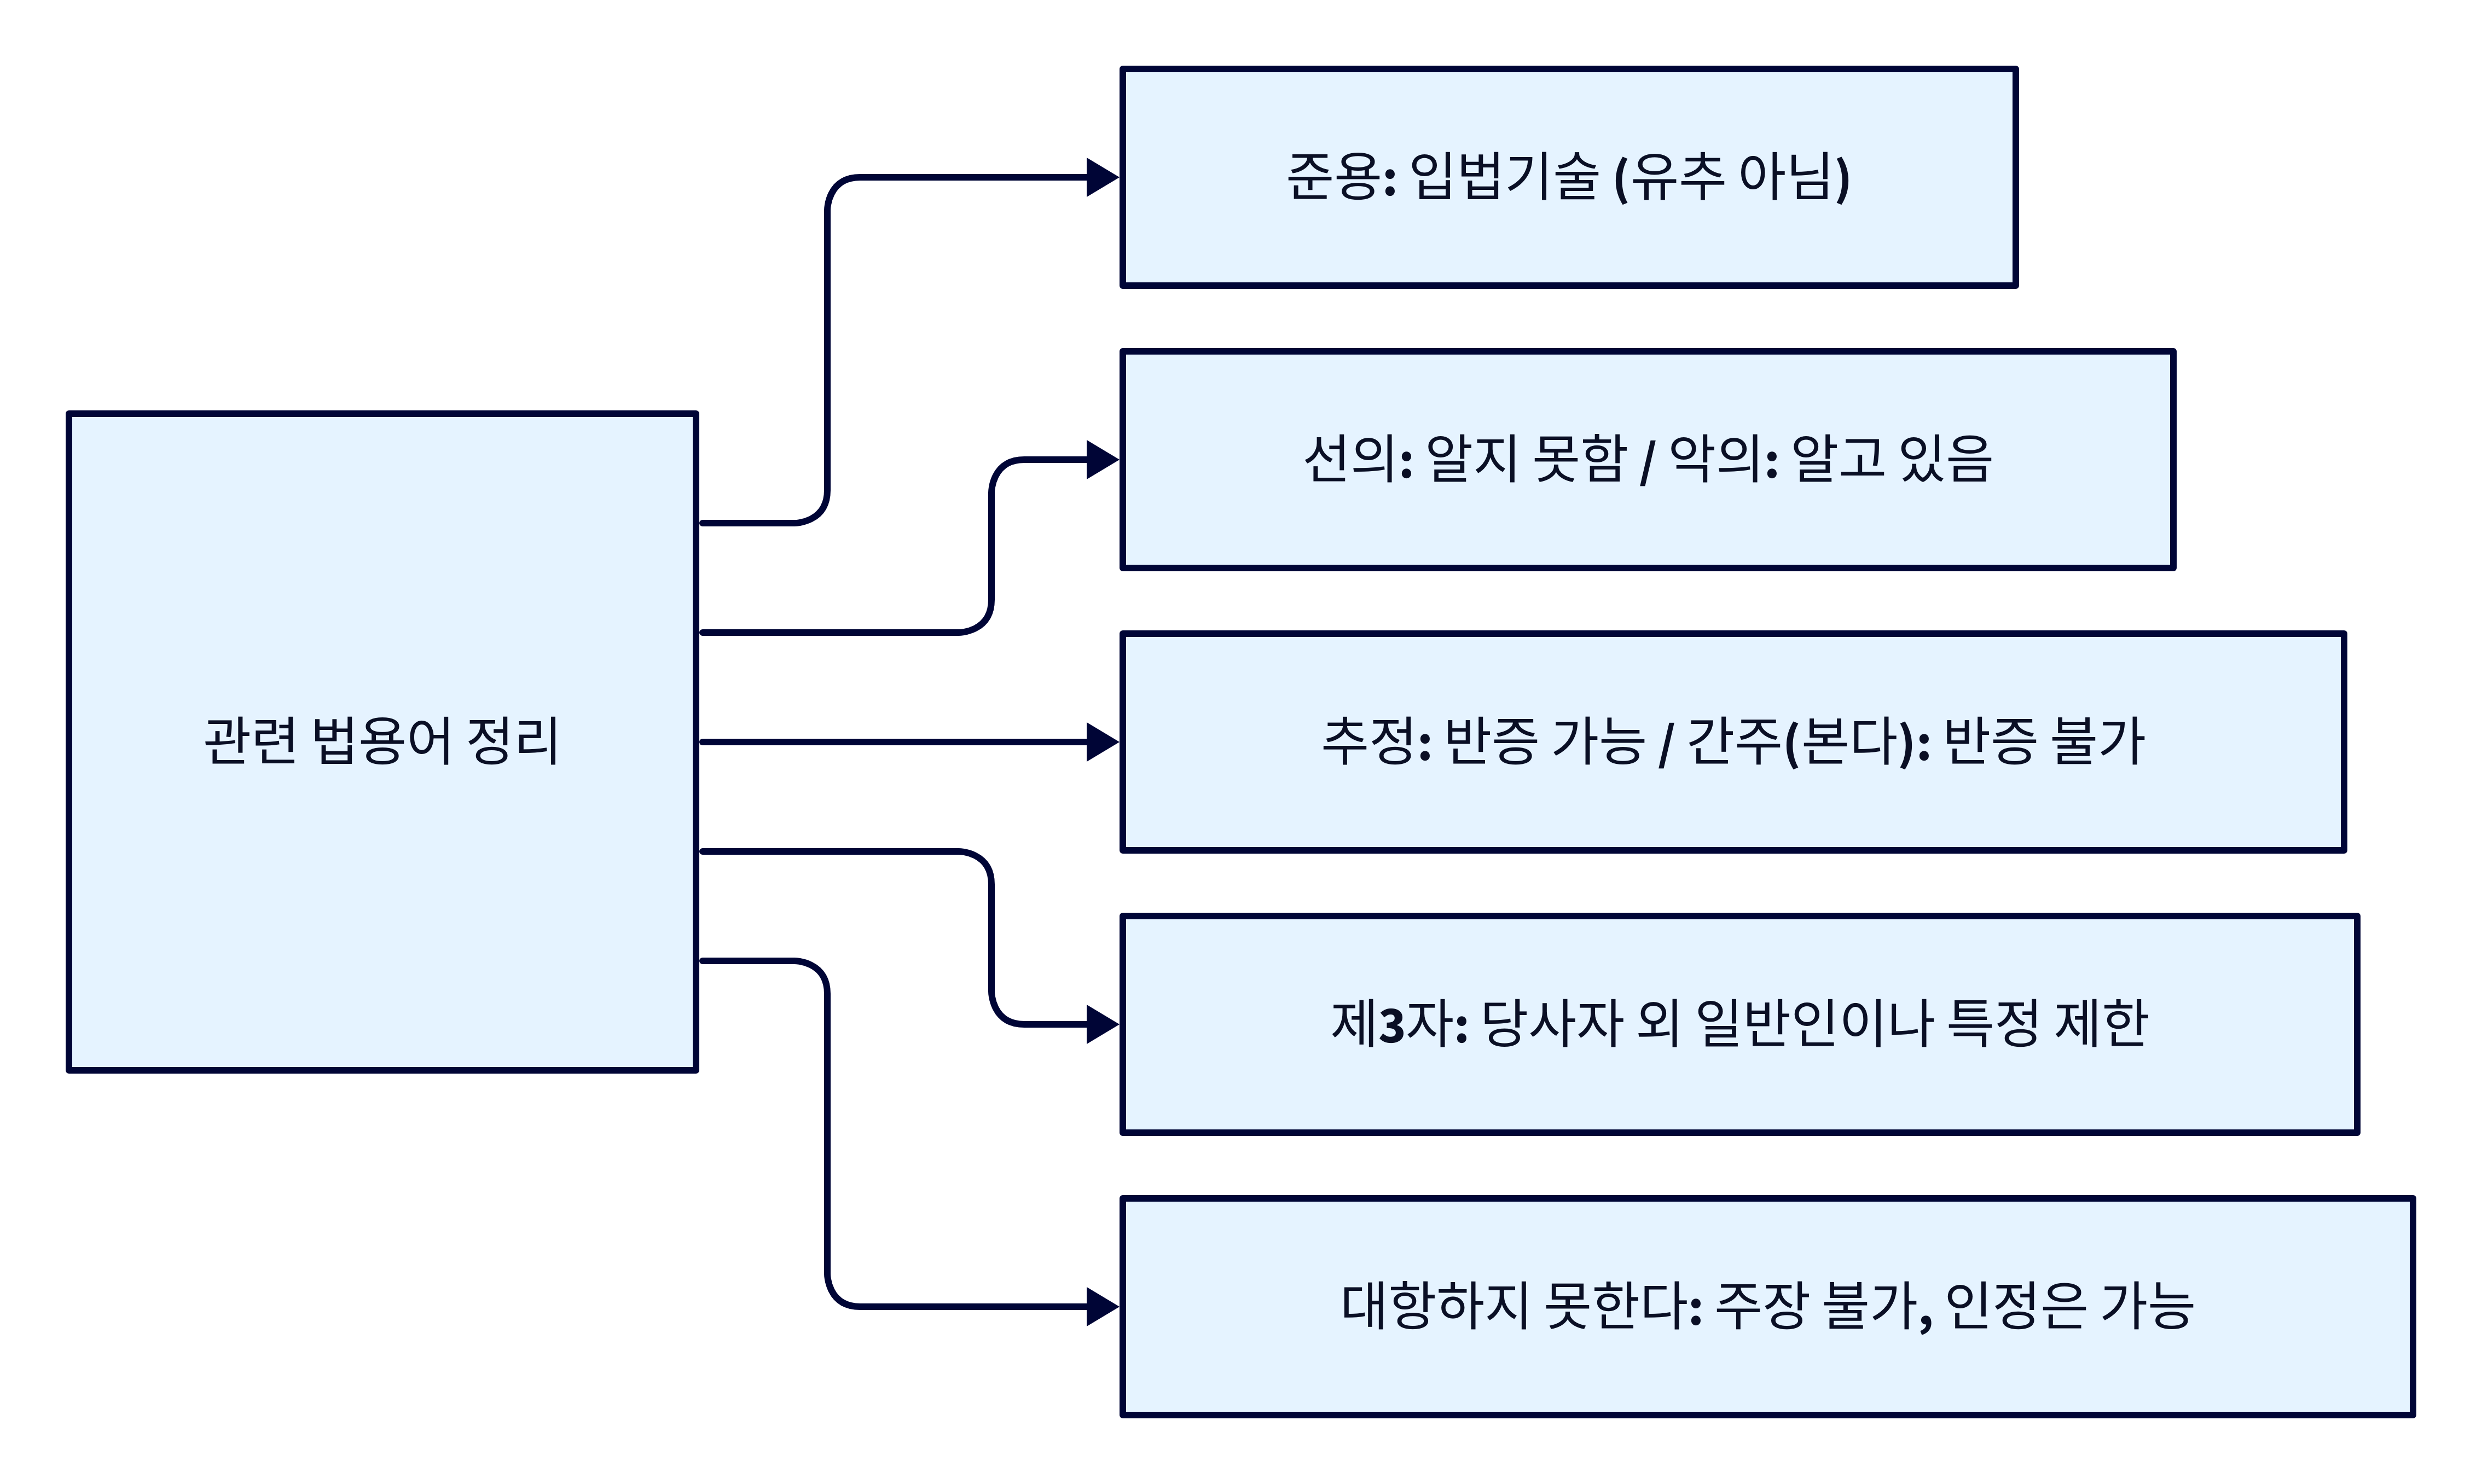 관련 법용어 정리
준용: 입법기술 (유추 아님)
선의: 알지 못함 / 악의: 알고 있음
추정: 반증 가능 / 간주(본다): 반증 불가
제3자: 당사자 외 일반인이나 특정 제한
대항하지 못한다: 주장 불가, 인정은 가능